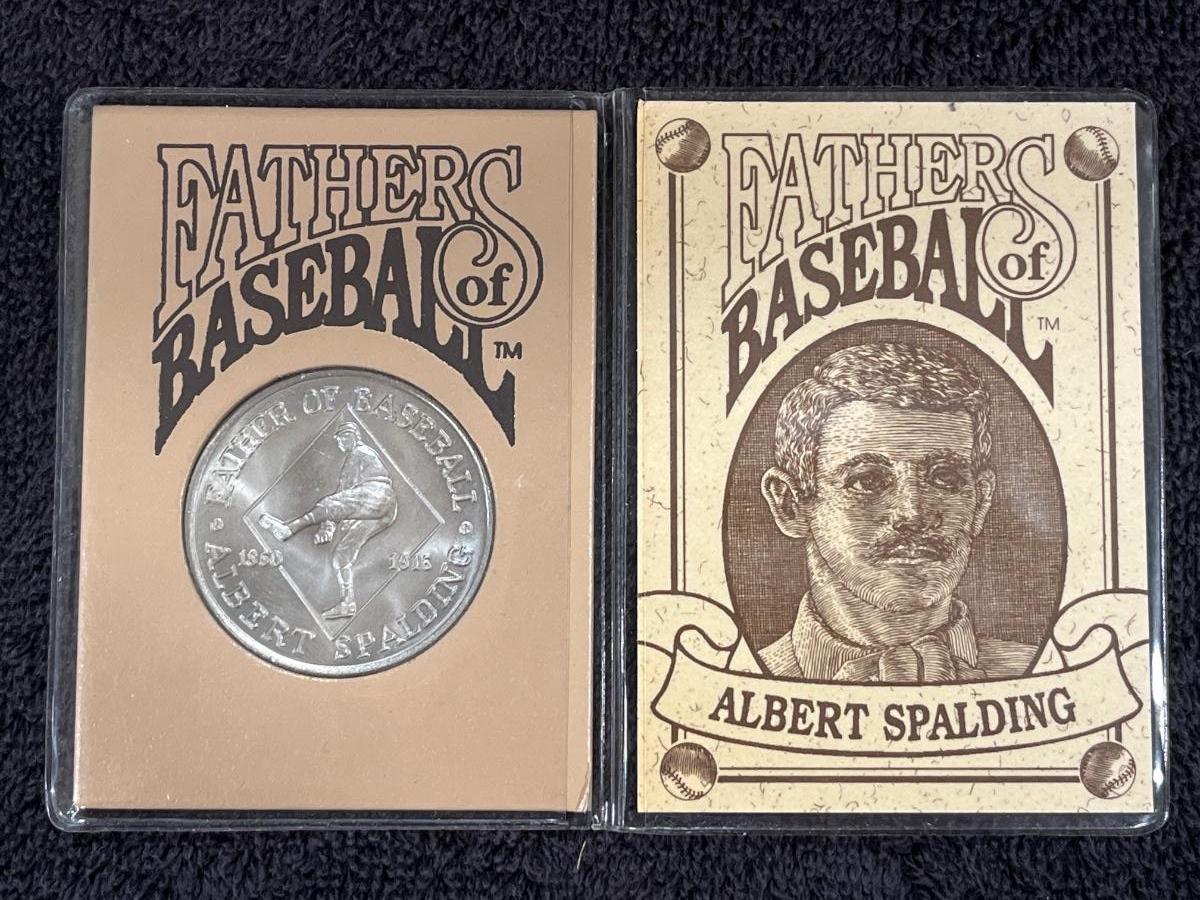 FATHERS
of
BASEBALL
TM
FATHER OF BASEBALL
1850 1915
ALBERT SPALDING
FATHERS
of
BASEBALL
TM
ALBERT SPALDING